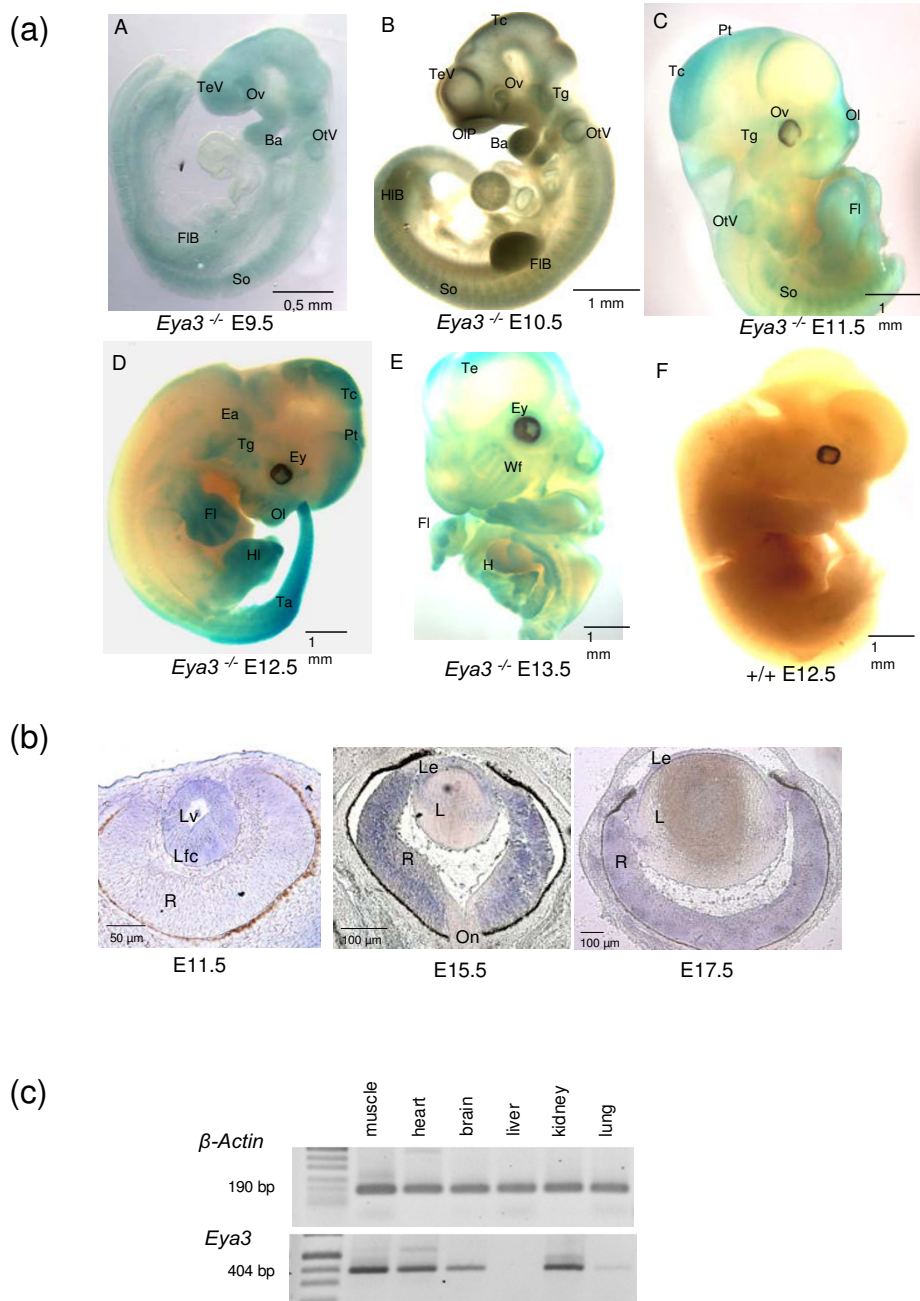 (a)
A
TeV
Ov
Ba
OtV
FlB
So
0,5 mm
Eya3 -/- E9.5
B
Tc
TeV
Ov
Tg
OlP
Ba
OtV
HlB
FlB
So
1 mm
Eya3 -/- E10.5
C
Pt
Tc
Ov
Ol
Tg
OtV
Fl
So
1
mm
Eya3 -/- E11.5
D
Tc
Ea
Tg
Pt
Ey
Fl
Ol
Hl
Ta
1
mm
Eya3 -/- E12.5
E
Te
Ey
Wf
Fl
H
1
mm
Eya3 -/- E13.5
F
1
mm
+/+ E12.5
(b)
Lv
Lfc
R
50 µm
E11.5
Le
L
R
100 µm
On
E15.5
Le
L
R
100 µm
E17.5
(c)
muscle
heart
brain
liver
kidney
lung
β-Actin
190 bp
Eya3
404 bp